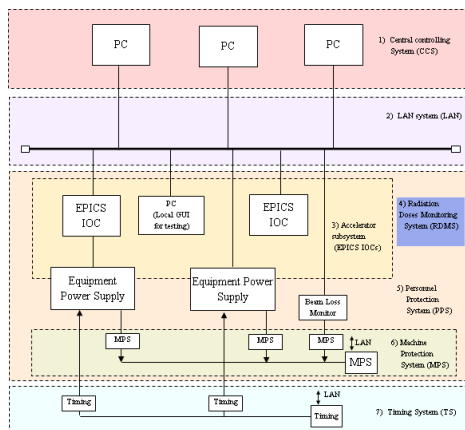 PC
PC
PC
1) Central controlling
System (CCS)
2) LAN system (LAN)
EPICS
IOC
PC
(Local GUI
for testing)
EPICS
IOC
4) Radiation
Doses Monitoring
System (RDMS)
3) Accelerator
subsystem
(EPICS IOCs)
Equipment
Power Supply
Equipment Power
Supply
Beam Loss
Monitor
5) Personnel
Protection
System (PPS)
MPS
MPS
MPS
LAN
MPS
6) Machine
Protection
System (MPS)
Timing
Timing
LAN
Timing
7) Timing System (TS)